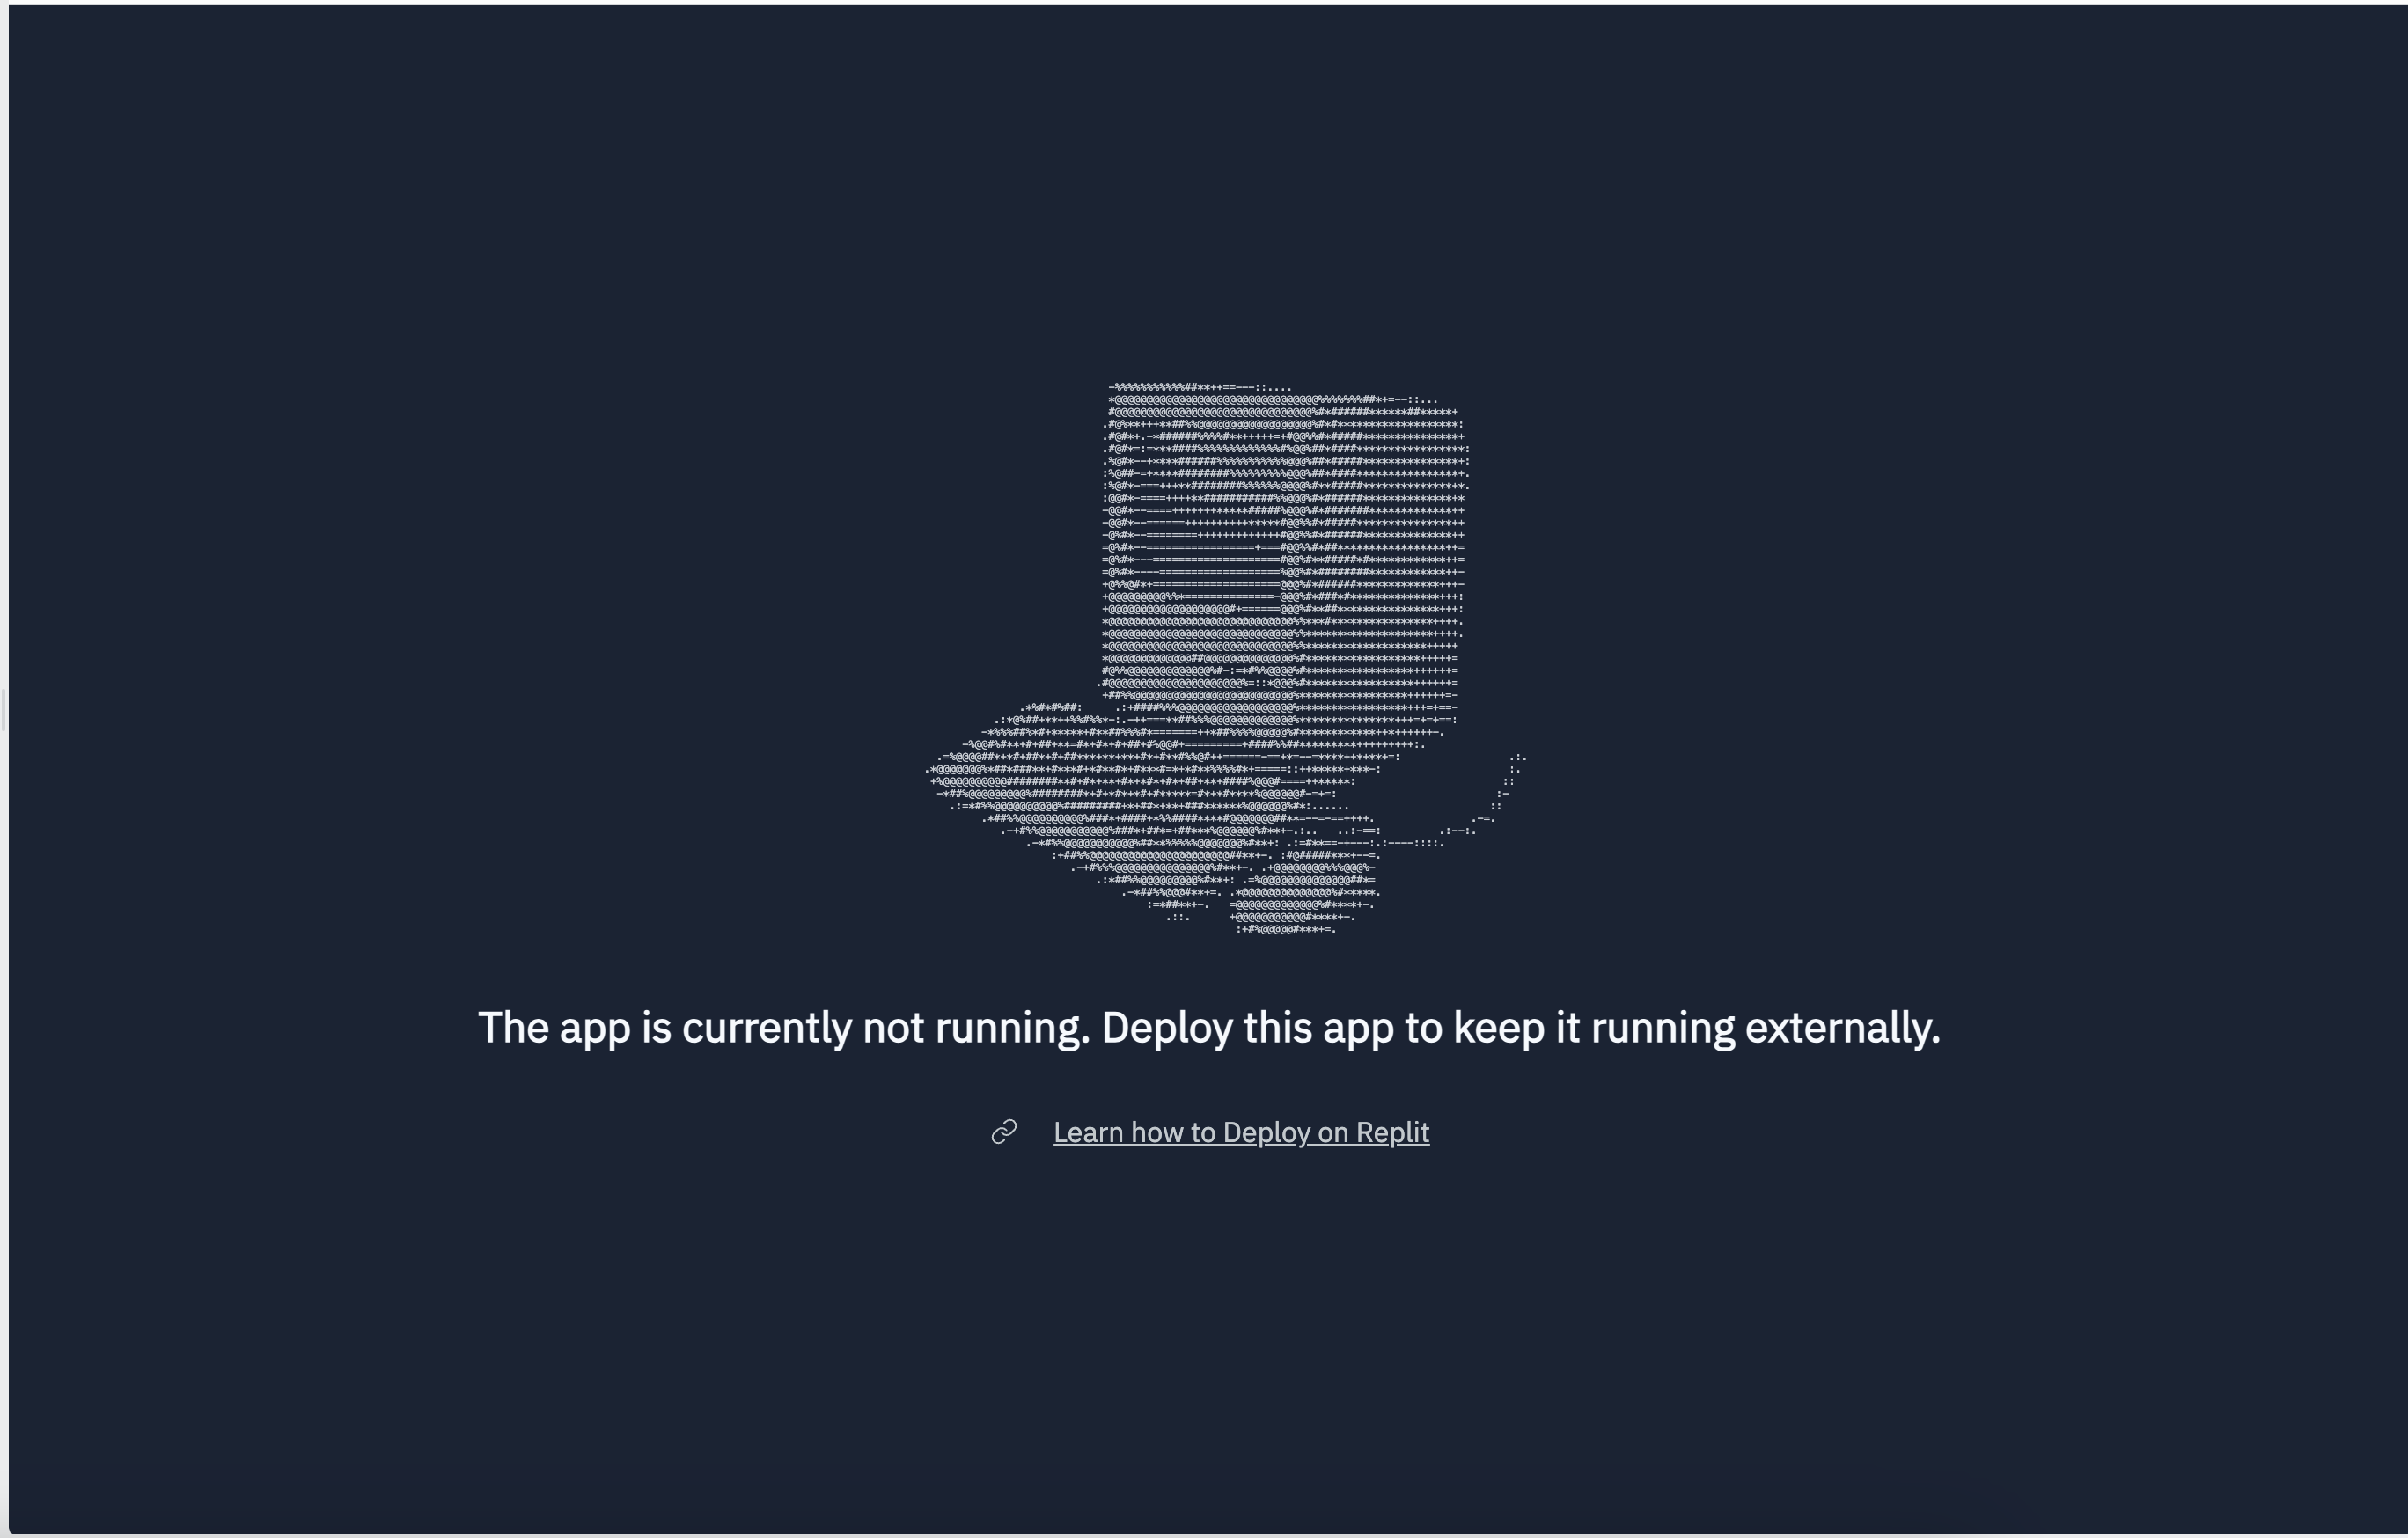 The app is currently not running. Deploy this app to keep it running externally.
Learn how to Deploy on Replit